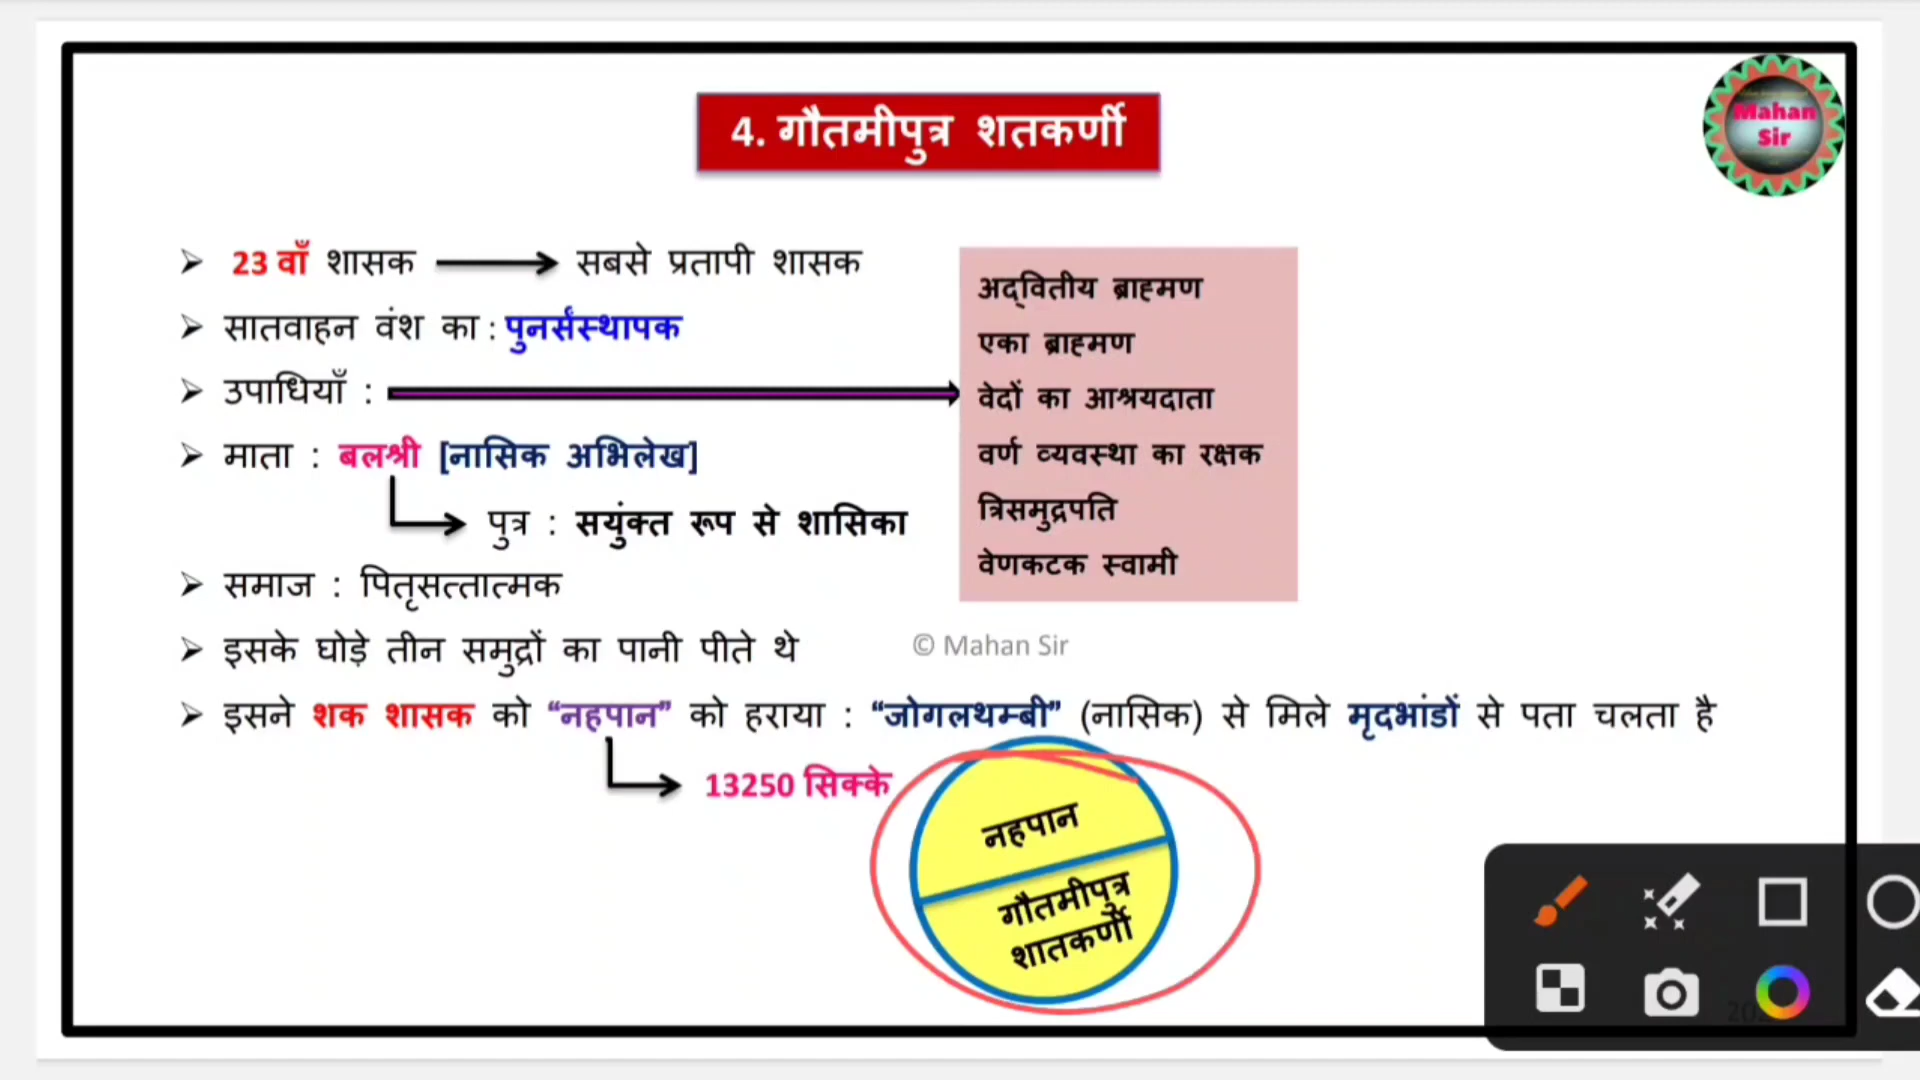 4. गौतमीपुत्र शतकर्णी
Mahan
Sir
➢ 23 वाँ शासक ⟶ सबसे प्रतापी शासक
➢ सातवाहन वंश का : पुनर्संस्थापक
➢ उपाधियाँ :
अद्वितीय ब्राह्मण
एका ब्राह्मण
वेदों का आश्रयदाता
वर्ण व्यवस्था का रक्षक
त्रिसमुद्रपति
वेणकटक स्वामी
➢ माता : बलश्री [नासिक अभिलेख]
पुत्र : सयुंक्त रूप से शासिका
➢ समाज : पितृसत्तात्मक
➢ इसके घोड़े तीन समुद्रों का पानी पीते थे
© Mahan Sir
➢ इसने शक शासक को “नहपान” को हराया : “जोगलथम्बी” (नासिक) से मिले मृदभांडों से पता चलता है
13250 सिक्के
नहपान
गौतमीपुत्र
शातकर्णी